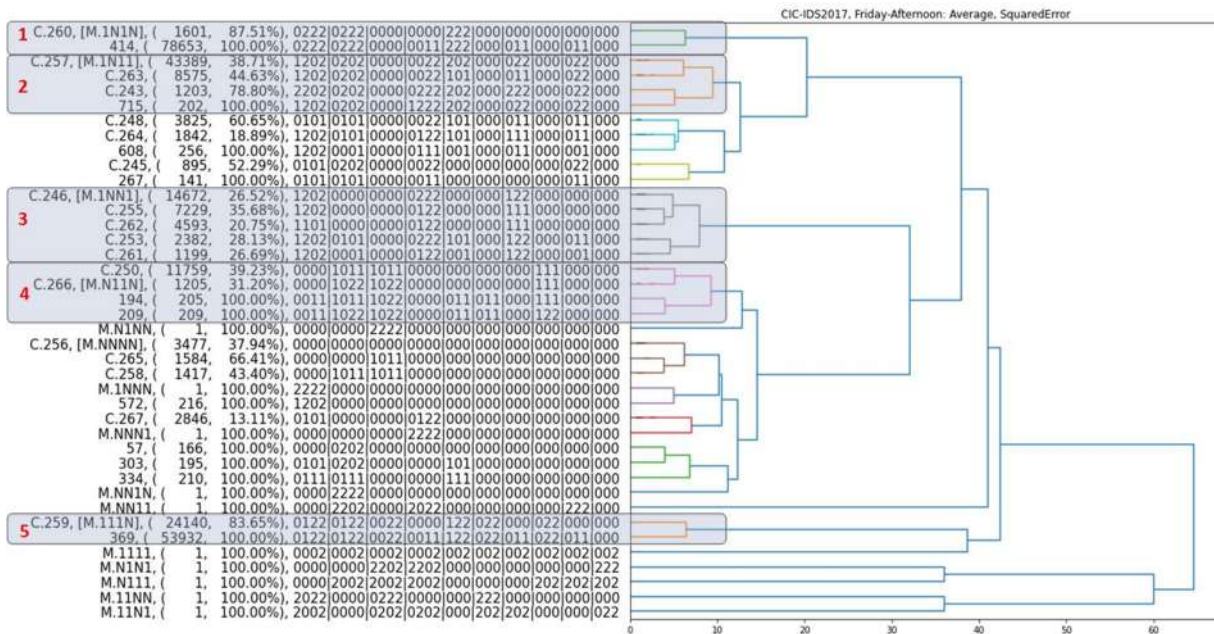 CIC-IDS2017, Friday-Afternoon: Average, SquaredError
1
C.260, [M.1N1N], ( 1601, 87.51%), 0222|0222|0000|0000|222|000|000|000|000|000
414, ( 78653, 100.00%), 0222|0222|0000|0011|222|000|011|000|011|000
2
C.257, [M.1N11], ( 43389, 38.71%), 1202|0202|0000|0022|202|000|022|000|022|000
C.263, ( 8575, 44.63%), 1202|0202|0000|0022|101|000|011|000|022|000
C.243, ( 1203, 78.80%), 2202|0202|0000|0222|202|000|222|000|022|000
715, ( 202, 100.00%), 1202|0202|0000|1222|202|000|022|000|022|000
C.248, ( 3825, 60.65%), 0101|0101|0000|0022|101|000|011|000|011|000
C.264, ( 1842, 18.89%), 1202|0101|0000|0122|101|000|111|000|011|000
608, ( 256, 100.00%), 1202|0001|0000|0111|001|000|011|000|001|000
C.245, ( 895, 52.29%), 0101|0202|0000|0022|000|000|000|000|022|000
267, ( 141, 100.00%), 0101|0101|0000|0011|000|000|000|000|011|000
3
C.246, [M.1NN1], ( 14672, 26.52%), 1202|0000|0000|0222|000|000|122|000|000|000
C.255, ( 7229, 35.68%), 1202|0000|0000|0122|000|000|111|000|000|000
C.262, ( 4593, 20.75%), 1101|0000|0000|0122|000|000|111|000|000|000
C.253, ( 2382, 28.13%), 1202|0101|0000|0222|101|000|122|000|011|000
C.261, ( 1199, 26.69%), 1202|0001|0000|0122|001|000|122|000|001|000
4
C.250, ( 11759, 39.23%), 0000|1011|1011|0000|000|000|000|111|000|000
C.266, [M.N11N], ( 1205, 31.20%), 0000|1022|1022|0000|000|000|000|111|000|000
194, ( 205, 100.00%), 0011|1011|1022|0000|011|011|000|111|000|000
209, ( 209, 100.00%), 0011|1022|1022|0000|011|011|000|122|000|000
M.N1NN, ( 1, 100.00%), 0000|0000|2222|0000|000|000|000|000|000|000
C.256, [M.NNNN], ( 3477, 37.94%), 0000|0000|0000|0000|000|000|000|000|000|000
C.265, ( 1584, 66.41%), 0000|0000|1011|0000|000|000|000|000|000|000
C.258, ( 1417, 43.40%), 0000|1011|1011|0000|000|000|000|000|000|000
M.1NNN, ( 1, 100.00%), 2222|0000|0000|0000|000|000|000|000|000|000
572, ( 216, 100.00%), 1202|0000|0000|0000|000|000|000|000|000|000
C.267, ( 2846, 13.11%), 0101|0000|0000|0122|000|000|000|000|000|000
M.NNN1, ( 1, 100.00%), 0000|0000|0000|2222|000|000|000|000|000|000
57, ( 166, 100.00%), 0000|0202|0000|0000|000|000|000|000|000|000
303, ( 195, 100.00%), 0101|0202|0000|0000|101|000|000|000|000|000
334, ( 210, 100.00%), 0111|0111|0000|0000|111|000|000|000|000|000
M.NN1N, ( 1, 100.00%), 0000|2222|0000|0000|000|000|000|000|000|000
M.NN11, ( 1, 100.00%), 0000|2202|0000|2022|000|000|000|000|222|000
5
C.259, [M.111N], ( 24140, 83.65%), 0122|0122|0022|0000|122|022|000|022|000|000
369, ( 53932, 100.00%), 0122|0122|0022|0011|122|022|011|022|011|000
M.1111, ( 1, 100.00%), 0002|0002|0002|0002|002|002|002|002|002|002
M.N1N1, ( 1, 100.00%), 0000|0000|2202|2202|000|000|000|000|000|222
M.N111, ( 1, 100.00%), 0000|2002|2002|2002|000|000|000|202|202|202
M.11NN, ( 1, 100.00%), 2022|0000|0222|0000|000|222|000|000|000|000
M.11N1, ( 1, 100.00%), 2002|0000|0202|0202|000|202|202|000|000|022
0 10 20 30 40 50 60